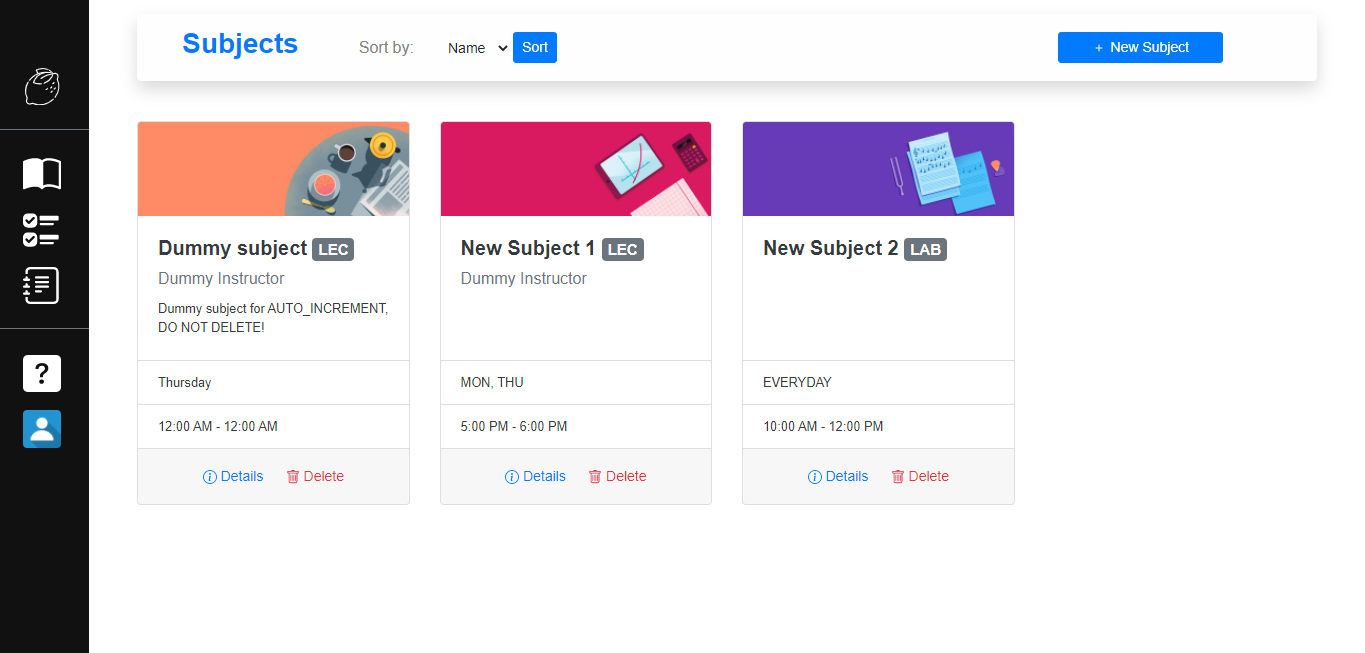 Subjects
Sort by:
Name
Sort
+ New Subject
Dummy subject LEC
Dummy Instructor
Dummy subject for AUTO_INCREMENT,
DO NOT DELETE!
Thursday
12:00 AM - 12:00 AM
Details
Delete
New Subject 1 LEC
Dummy Instructor
MON, THU
5:00 PM - 6:00 PM
Details
Delete
New Subject 2 LAB
EVERYDAY
10:00 AM - 12:00 PM
Details
Delete
?